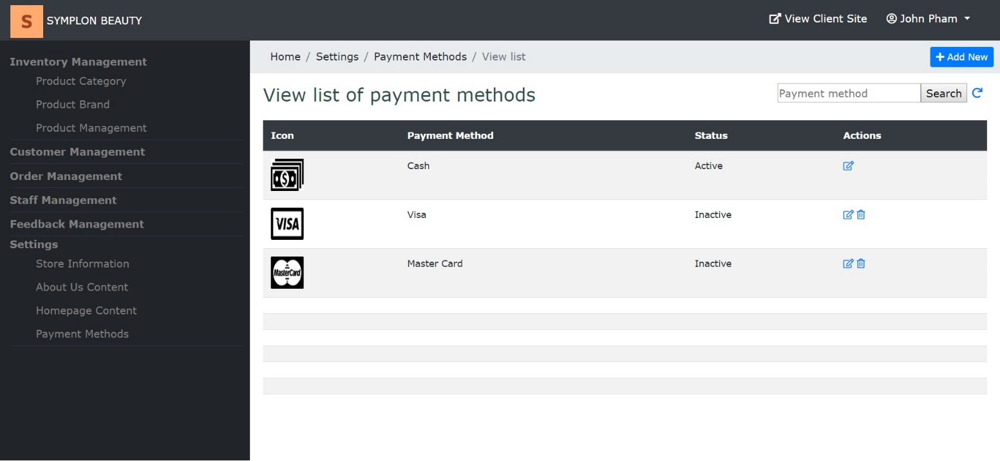 S SYMPLON BEAUTY
View Client Site John Pham
Inventory Management
Product Category
Product Brand
Product Management
Customer Management
Order Management
Staff Management
Feedback Management
Settings
Store Information
About Us Content
Homepage Content
Payment Methods
Home / Settings / Payment Methods / View list
+ Add New
View list of payment methods
Payment method Search
Icon Payment Method Status Actions
$ Cash Active
VISA Visa Inactive
MasterCard Master Card Inactive